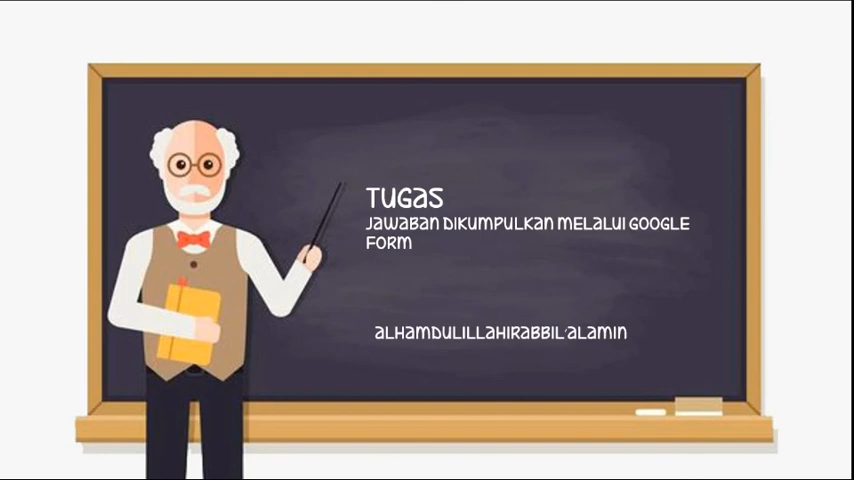 TUGAS
JAWABAN DIKUMPULKAN MELALUI GOOGLE
FORM
ALHAMDULILLAHIRABBIL'ALAMIN